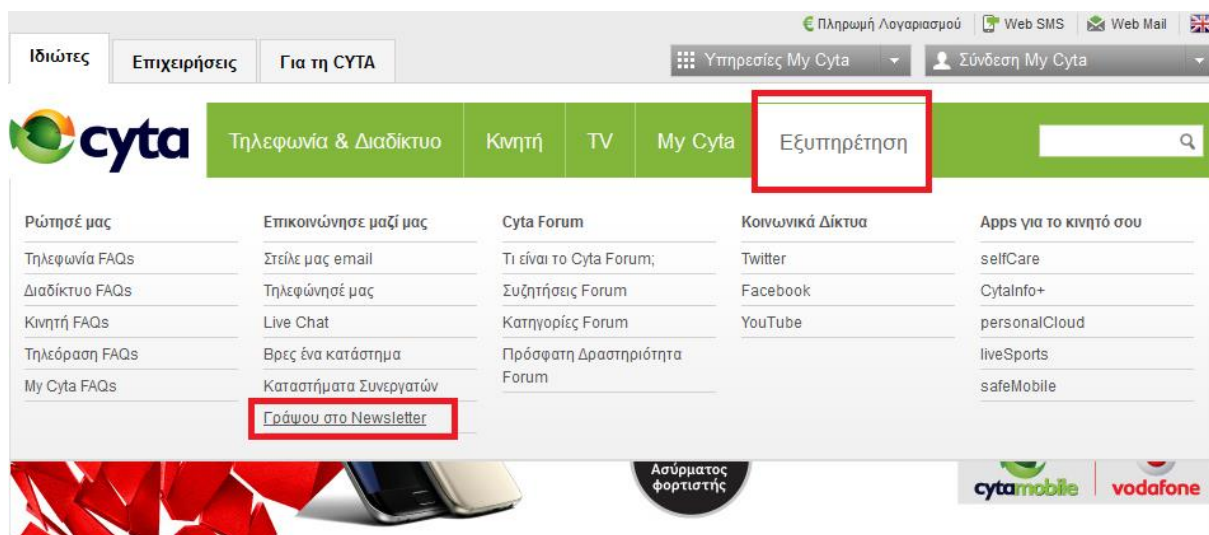 Πληρωμή Λογαριασμού Web SMS Web Mail
Ιδιώτες Επιχειρήσεις Για τη CYTA Υπηρεσίες My Cyta Σύνδεση My Cyta
cyta Τηλεφωνία & Διαδίκτυο Κινητή TV My Cyta Εξυπηρέτηση
Ρώτησέ μας
Τηλεφωνία FAQs
Διαδίκτυο FAQs
Κινητή FAQs
Τηλεόραση FAQs
My Cyta FAQs
Επικοινώνησε μαζί μας
Στείλε μας email
Τηλεφώνησέ μας
Live Chat
Βρες ένα κατάστημα
Καταστήματα Συνεργατών
Γράψου στο Newsletter
Cyta Forum
Τι είναι το Cyta Forum;
Συζητήσεις Forum
Κατηγορίες Forum
Πρόσφατη Δραστηριότητα
Forum
Κοινωνικά Δίκτυα
Twitter
Facebook
YouTube
Apps για το κινητό σου
selfCare
CytaInfo+
personalCloud
liveSports
safeMobile
Ασύρματος
φορτιστής
cytamobile vodafone